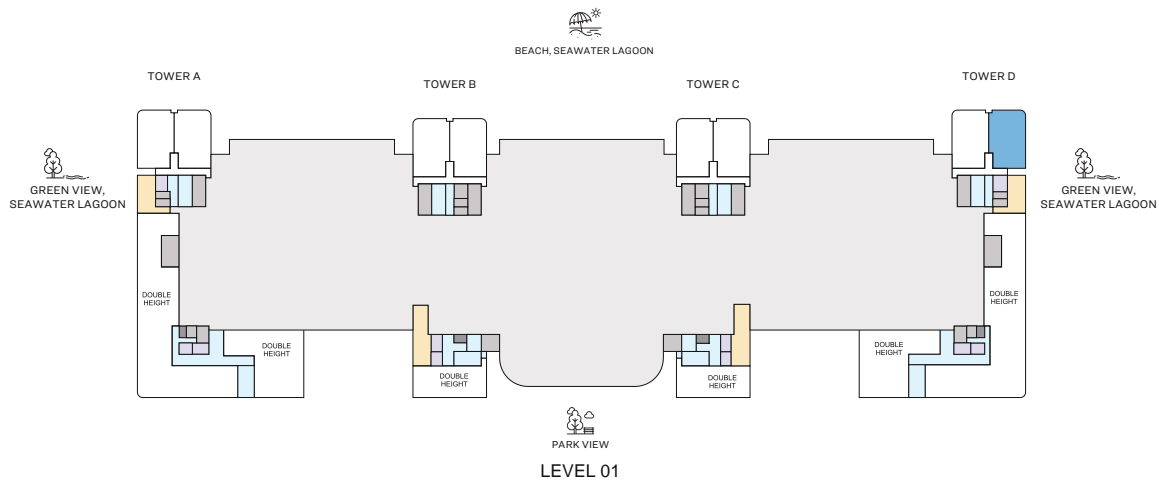 BEACH, SEAWATER LAGOON
TOWER A
TOWER B
TOWER C
TOWER D
GREEN VIEW,
SEAWATER LAGOON
GREEN VIEW,
SEAWATER LAGOON
DOUBLE
HEIGHT
DOUBLE
HEIGHT
DOUBLE
HEIGHT
DOUBLE
HEIGHT
DOUBLE
HEIGHT
DOUBLE
HEIGHT
PARK VIEW
LEVEL 01